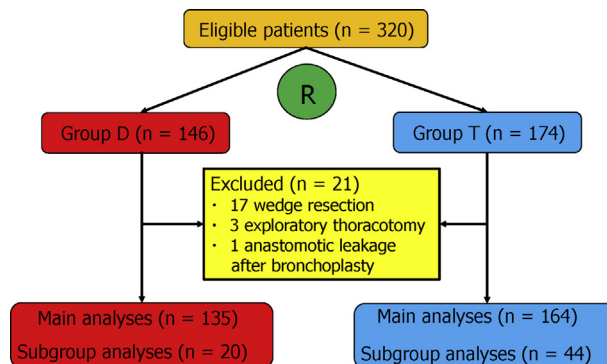 Eligible patients (n = 320)
R
Group D (n = 146)
Group T (n = 174)
Excluded (n = 21)
· 17 wedge resection
· 3 exploratory thoracotomy
· 1 anastomotic leakage
after bronchoplasty
Main analyses (n = 135)
Subgroup analyses (n = 20)
Main analyses (n = 164)
Subgroup analyses (n = 44)